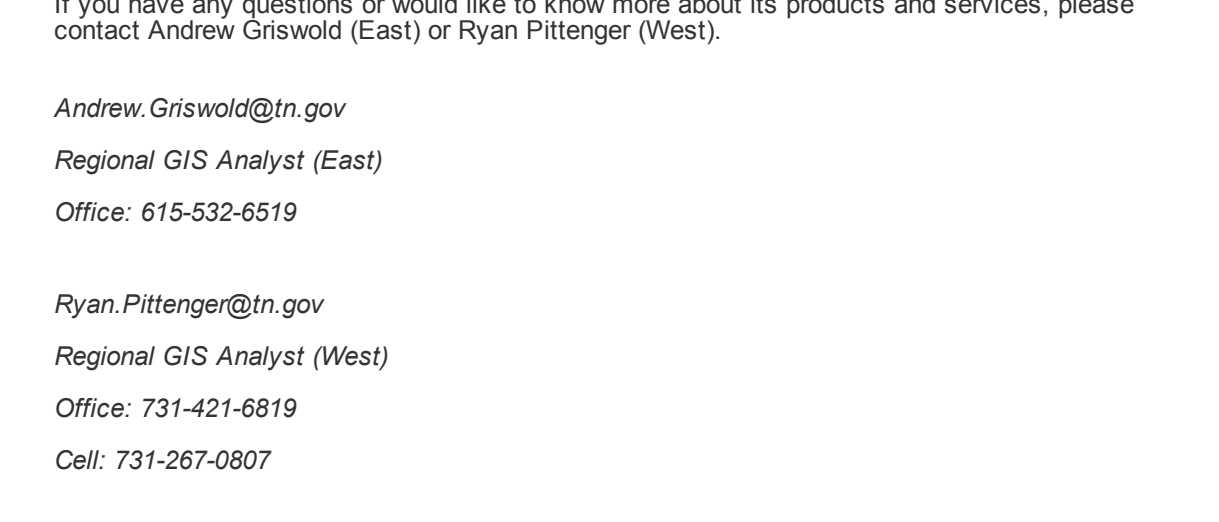 If you have any questions or would like to know more about its products and services, please
contact Andrew Griswold (East) or Ryan Pittenger (West).
Andrew.Griswold@tn.gov
Regional GIS Analyst (East)
Office: 615-532-6519
Ryan.Pittenger@tn.gov
Regional GIS Analyst (West)
Office: 731-421-6819
Cell: 731-267-0807